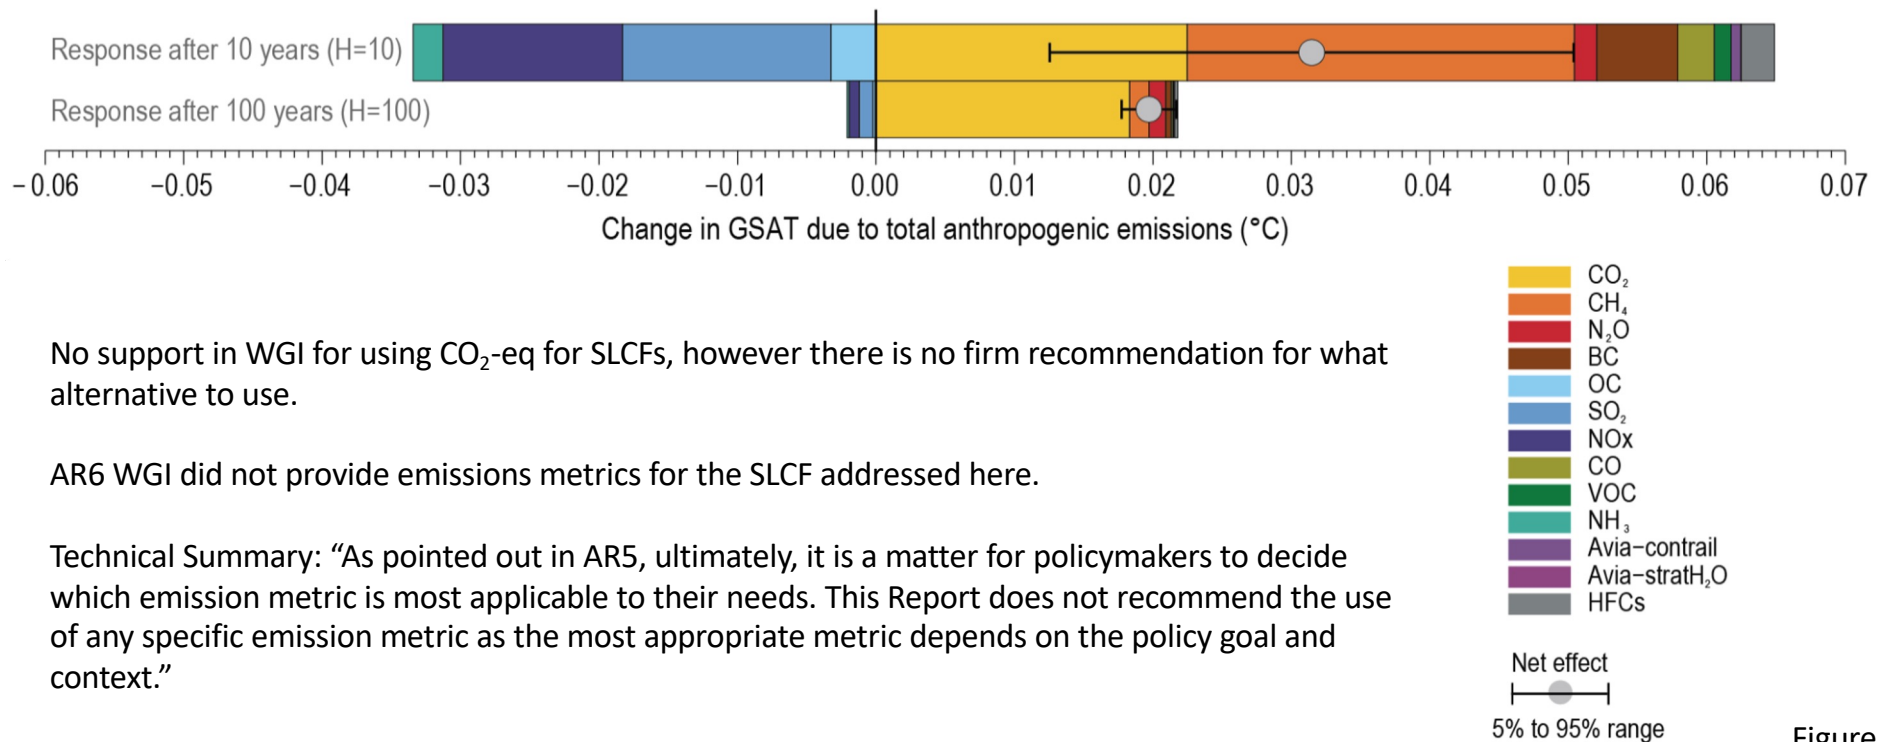 Response after 10 years (H=10)
Response after 100 years (H=100)
−0.06 −0.05 −0.04 −0.03 −0.02 −0.01 0.00 0.01 0.02 0.03 0.04 0.05 0.06 0.07
Change in GSAT due to total anthropogenic emissions (°C)
CO₂
CH₄
N₂O
BC
OC
SO₂
NOx
CO
VOC
NH₃
Avia−contrail
Avia−stratH₂O
HFCs
Net effect
5% to 95% range
No support in WGI for using CO₂-eq for SLCFs, however there is no firm recommendation for what
alternative to use.
AR6 WGI did not provide emissions metrics for the SLCF addressed here.
Technical Summary: “As pointed out in AR5, ultimately, it is a matter for policymakers to decide
which emission metric is most applicable to their needs. This Report does not recommend the use
of any specific emission metric as the most appropriate metric depends on the policy goal and
context.”
Figure